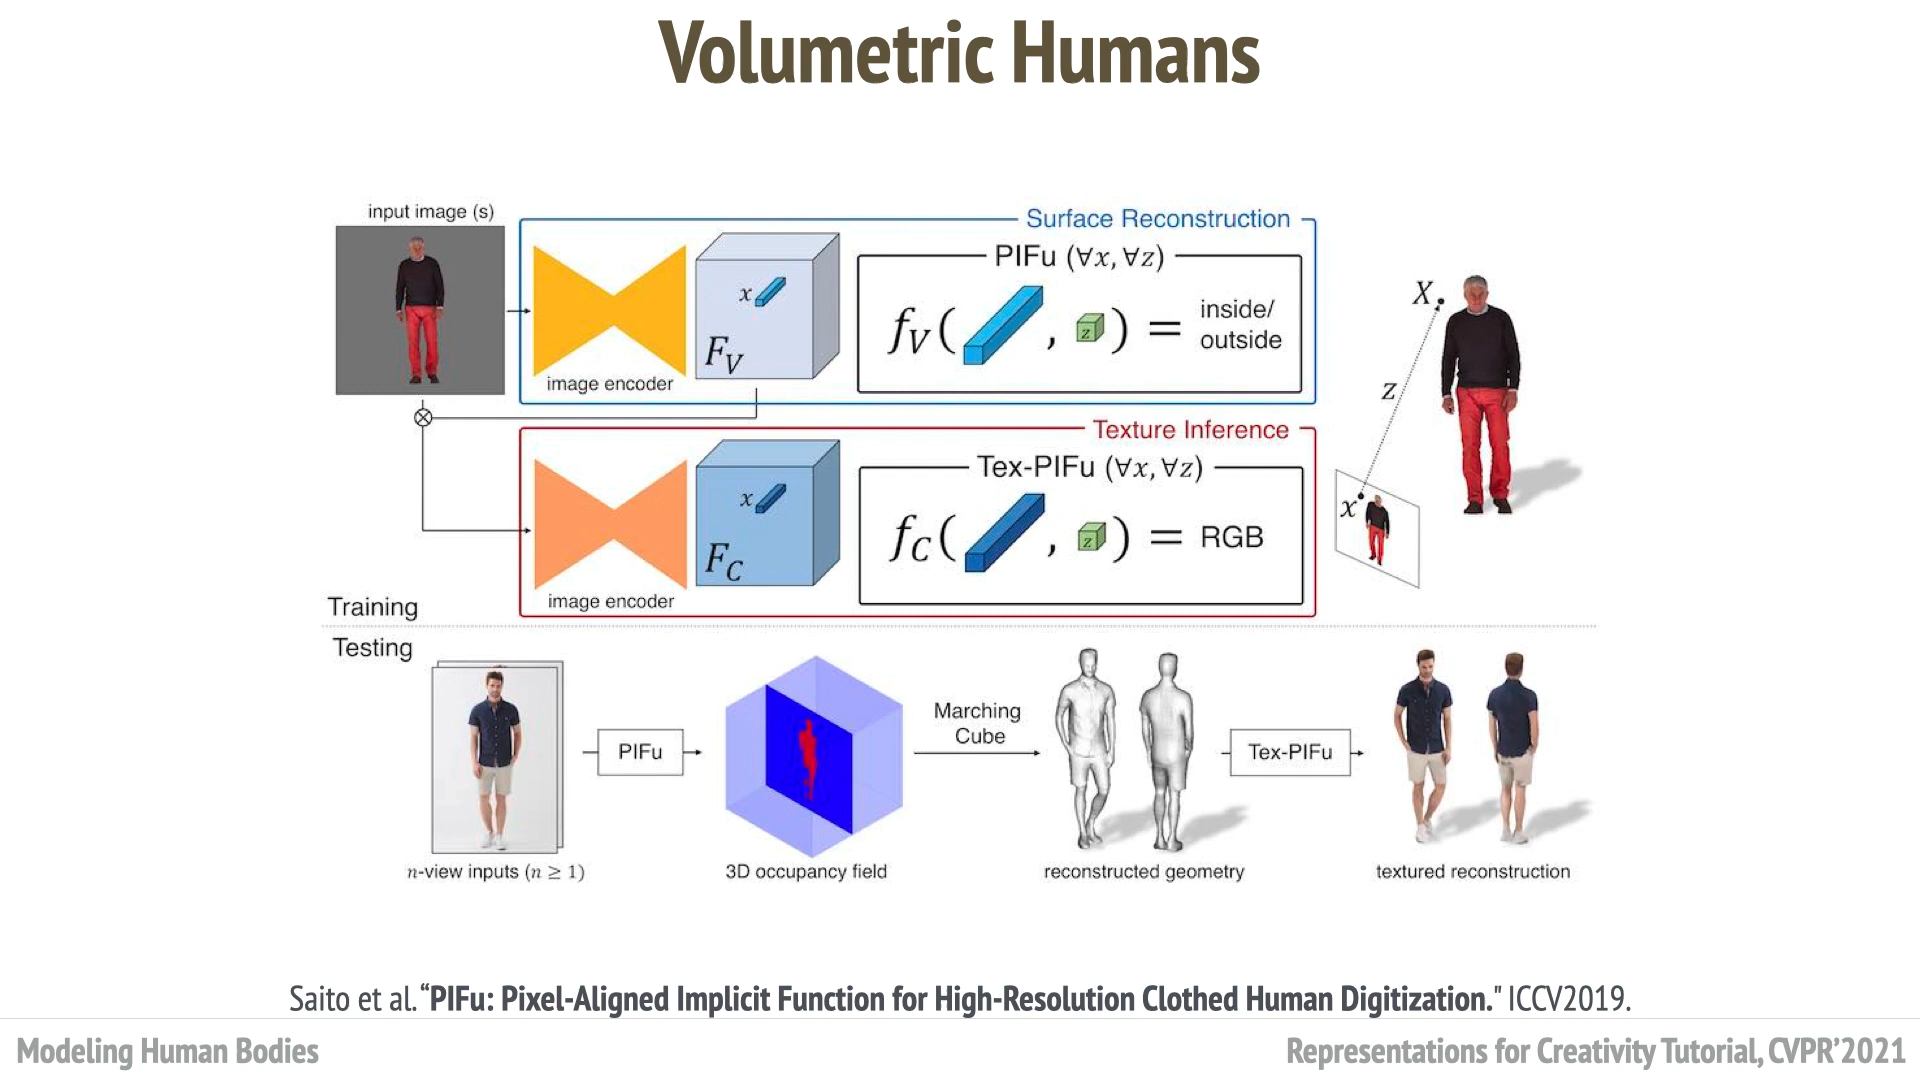 Volumetric Humans
input image (s)
Surface Reconstruction
PIFu (∀x, ∀z)
x
F_V
image encoder
f_V( , z ) = inside/
outside
X
z
x
Texture Inference
Tex-PIFu (∀x, ∀z)
x
F_C
image encoder
f_C( , z ) = RGB
Training
Testing
n-view inputs (n ≥ 1)
PIFu
3D occupancy field
Marching
Cube
reconstructed geometry
Tex-PIFu
textured reconstruction
Saito et al. “PIFu: Pixel-Aligned Implicit Function for High-Resolution Clothed Human Digitization." ICCV2019.
Modeling Human Bodies
Representations for Creativity Tutorial, CVPR’2021